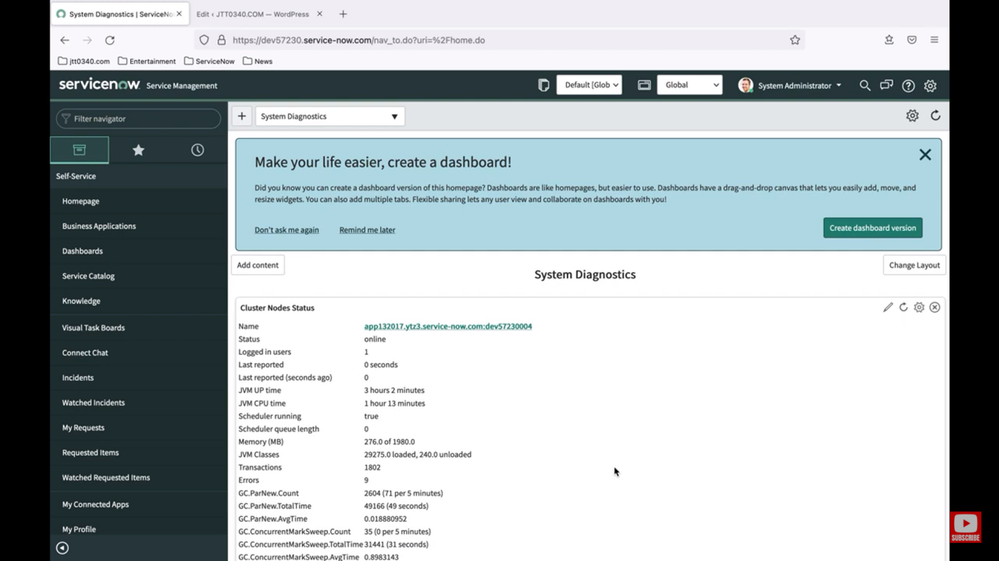 System Diagnostics | ServiceNo
Edit ‹ JTT0340.COM — WordPress
https://dev57230.service-now.com/nav_to.do?uri=%2Fhome.do
jtt0340.com Entertainment ServiceNow News
servicenow Service Management
Default [Glob
Global
System Administrator
Filter navigator
System Diagnostics
Self-Service
Homepage
Business Applications
Dashboards
Service Catalog
Knowledge
Visual Task Boards
Connect Chat
Incidents
Watched Incidents
My Requests
Requested Items
Watched Requested Items
My Connected Apps
My Profile
Make your life easier, create a dashboard!
Did you know you can create a dashboard version of this homepage? Dashboards are like homepages, but easier to use. Dashboards have a drag-and-drop canvas that lets you easily add, move, and
resize widgets. You can also add multiple tabs. Flexible sharing lets any user view and collaborate on dashboards with you!
Don't ask me again Remind me later
Create dashboard version
Add content
System Diagnostics
Change Layout
Cluster Nodes Status
Name app132017.ytz3.service-now.com:dev57230004
Status online
Logged in users 1
Last reported 0 seconds
Last reported (seconds ago) 0
JVM UP time 3 hours 2 minutes
JVM CPU time 1 hour 13 minutes
Scheduler running true
Scheduler queue length 0
Memory (MB) 276.0 of 1980.0
JVM Classes 29275.0 loaded, 240.0 unloaded
Transactions 1802
Errors 9
GC.ParNew.Count 2604 (71 per 5 minutes)
GC.ParNew.TotalTime 49166 (49 seconds)
GC.ParNew.AvgTime 0.018880952
GC.ConcurrentMarkSweep.Count 35 (0 per 5 minutes)
GC.ConcurrentMarkSweep.TotalTime 31441 (31 seconds)
GC.ConcurrentMarkSweep.AvgTime 0.8983143
SUBSCRIBE